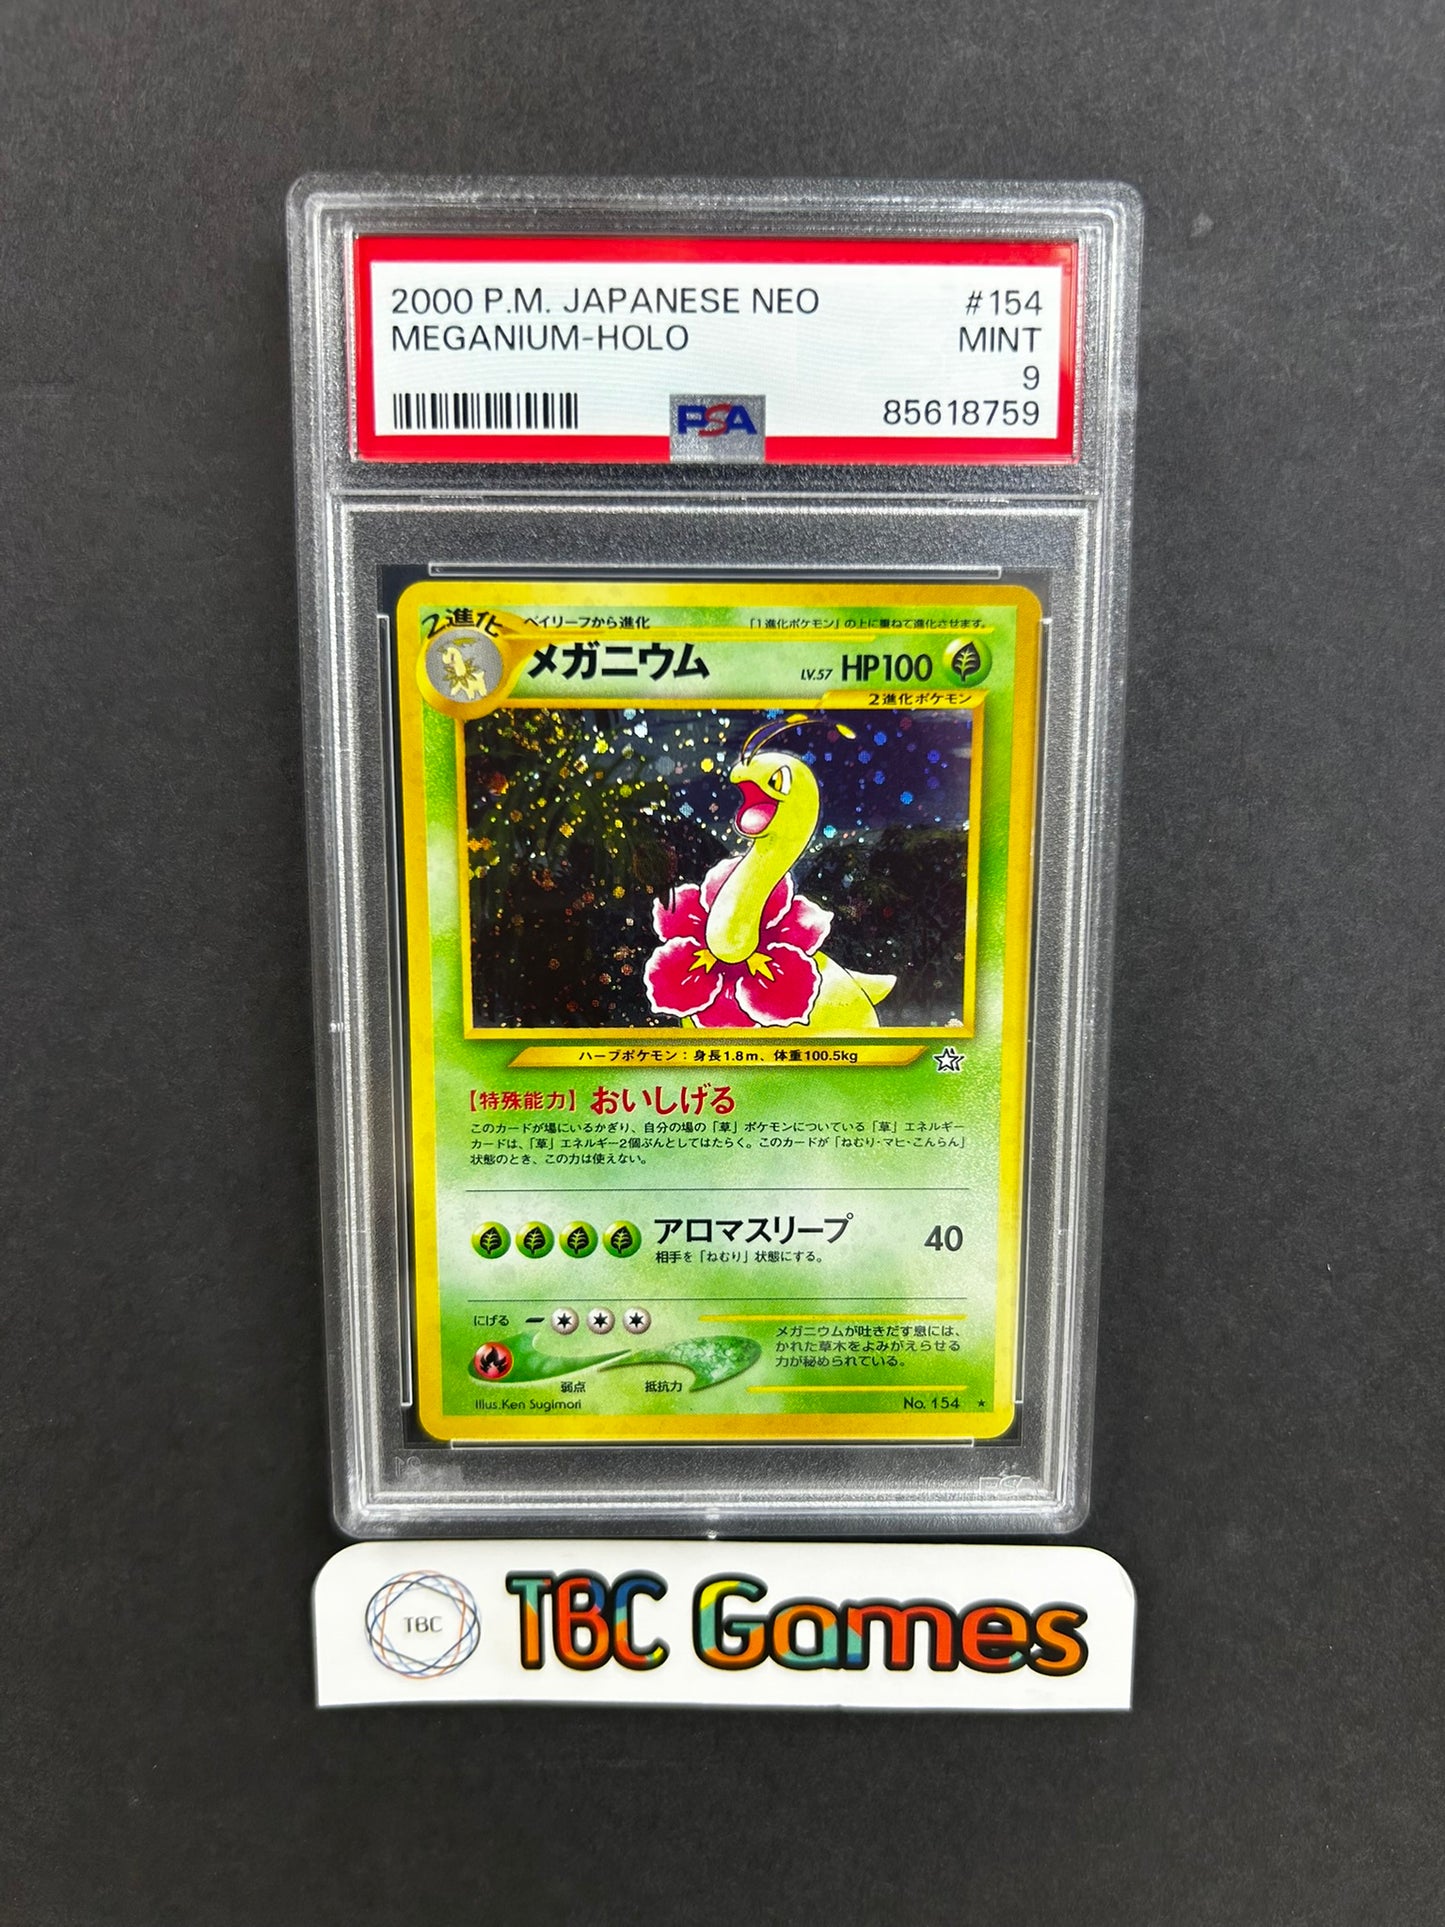 2000 P.M. JAPANESE NEO #154
MEGANIUM-HOLO MINT
9
PSA 85618759
2進化
ベイリーフから進化 「1進化ポケモン」の上に重ねて進化させます。
メガニウム LV.57 HP100
2進化ポケモン
ハーブポケモン:身長1.8m、体重100.5kg
【特殊能力】おいしげる
このカードが場にいるかぎり、自分の場の「草」ポケモンについている「草」エネルギー
カードは、「草」エネルギー2個ぶんとしてはたらく。このカードが「ねむり・マヒ・こんらん」
状態のとき、この力は使えない。
アロマスリープ 40
相手を「ねむり」状態にする。
にげる
メガニウムが吐きだす息には、
かれた草木をよみがえらせる
力が秘められている。
弱点 抵抗力
Illus.Ken Sugimori No.154 ★
TBC TBC Games